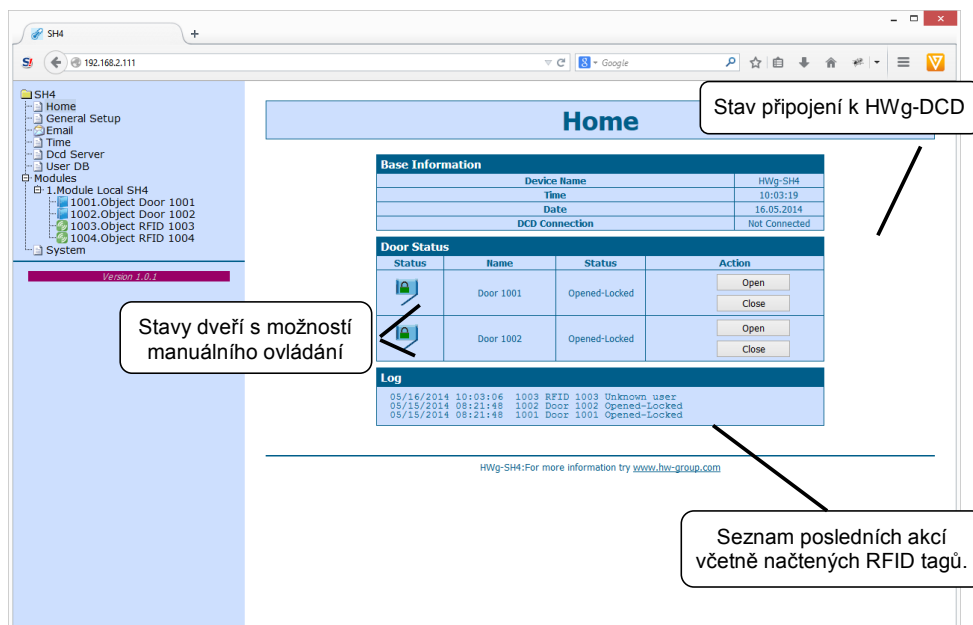 SH4
+
192.168.2.111
Google
SH4
Home
General Setup
Email
Time
Dcd Server
User DB
Modules
1.Module Local SH4
1001.Object Door 1001
1002.Object Door 1002
1003.Object RFID 1003
1004.Object RFID 1004
System
Version 1.0.1
Home
Stav připojení k HWg-DCD
Base Information
Device Name HWg-SH4
Time 10:03:19
Date 16.05.2014
DCD Connection Not Connected
Door Status
Status Name Status Action
Door 1001 Opened-Locked Open
Close
Door 1002 Opened-Locked Open
Close
Stavy dveří s možností
manuálního ovládání
Log
05/16/2014 10:03:06 1003 RFID 1003 Unknown user
05/15/2014 08:21:48 1002 Door 1002 Opened-Locked
05/15/2014 08:21:48 1001 Door 1001 Opened-Locked
HWg-SH4:For more information try www.hw-group.com
Seznam posledních akcí
včetně načtených RFID tagů.